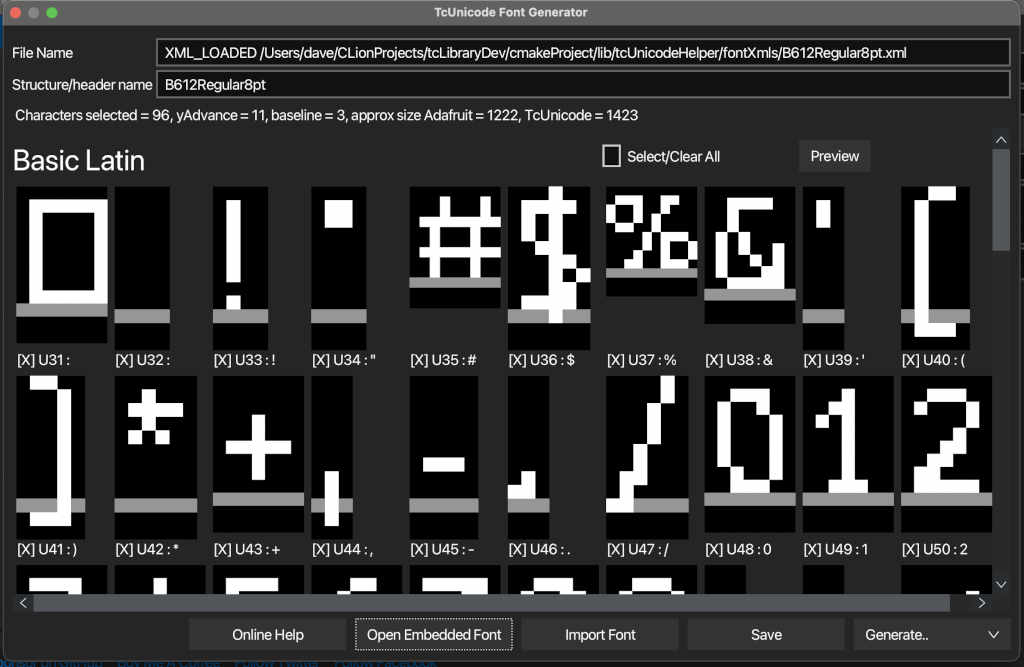 TcUnicode Font Generator
File Name XML_LOADED /Users/dave/CLionProjects/tcLibraryDev/cmakeProject/lib/tcUnicodeHelper/fontXmls/B612Regular8pt.xml
Structure/header name B612Regular8pt
Characters selected = 96, yAdvance = 11, baseline = 3, approx size Adafruit = 1222, TcUnicode = 1423
Basic Latin Select/Clear All Preview
! # $ % & ' (
[X] U31 : [X] U32 : [X] U33 : ! [X] U34 : " [X] U35 : # [X] U36 : $ [X] U37 : % [X] U38 : & [X] U39 : ' [X] U40 : (
) * + , - . / 0 1 2
[X] U41 : ) [X] U42 : * [X] U43 : + [X] U44 : , [X] U45 : - [X] U46 : . [X] U47 : / [X] U48 : 0 [X] U49 : 1 [X] U50 : 2
Online Help Open Embedded Font Import Font Save Generate..